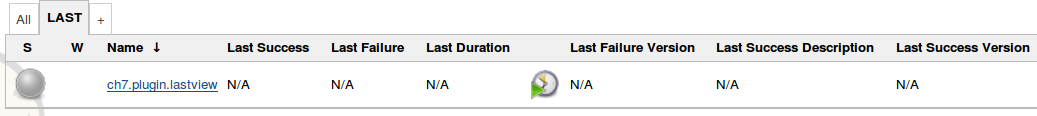 All LAST +
S W Name ↓ Last Success Last Failure Last Duration Last Failure Version Last Success Description Last Success Version
ch7.plugin.lastview N/A N/A N/A N/A N/A N/A